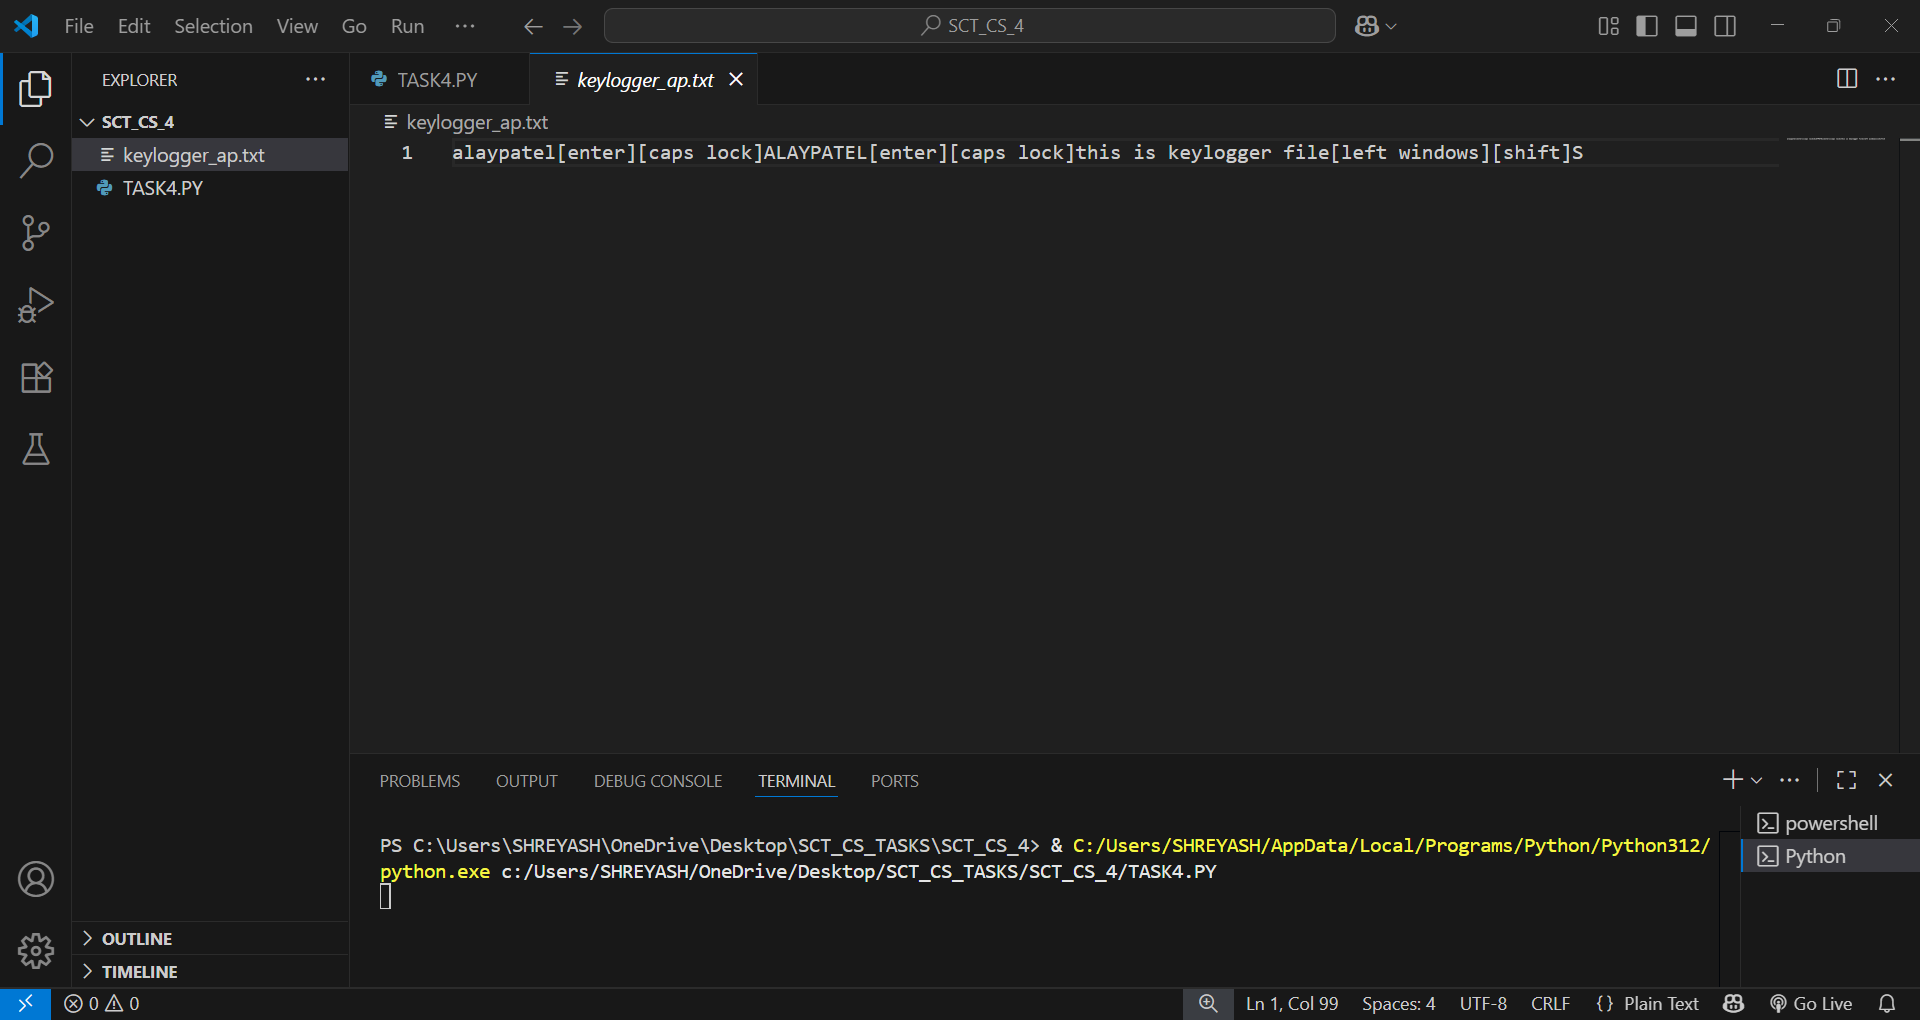 File Edit Selection View Go Run ··· SCT_CS_4
EXPLORER ···
SCT_CS_4
keylogger_ap.txt
TASK4.PY
TASK4.PY keylogger_ap.txt
keylogger_ap.txt
1 alaypatel[enter][caps lock]ALAYPATEL[enter][caps lock]this is keylogger file[left windows][shift]S
PROBLEMS OUTPUT DEBUG CONSOLE TERMINAL PORTS
PS C:\Users\SHREYASH\OneDrive\Desktop\SCT_CS_TASKS\SCT_CS_4> & C:/Users/SHREYASH/AppData/Local/Programs/Python/Python312/
python.exe c:/Users/SHREYASH/OneDrive/Desktop/SCT_CS_TASKS/SCT_CS_4/TASK4.PY
powershell
Python
OUTLINE
TIMELINE
0 0 Ln 1, Col 99 Spaces: 4 UTF-8 CRLF {} Plain Text Go Live